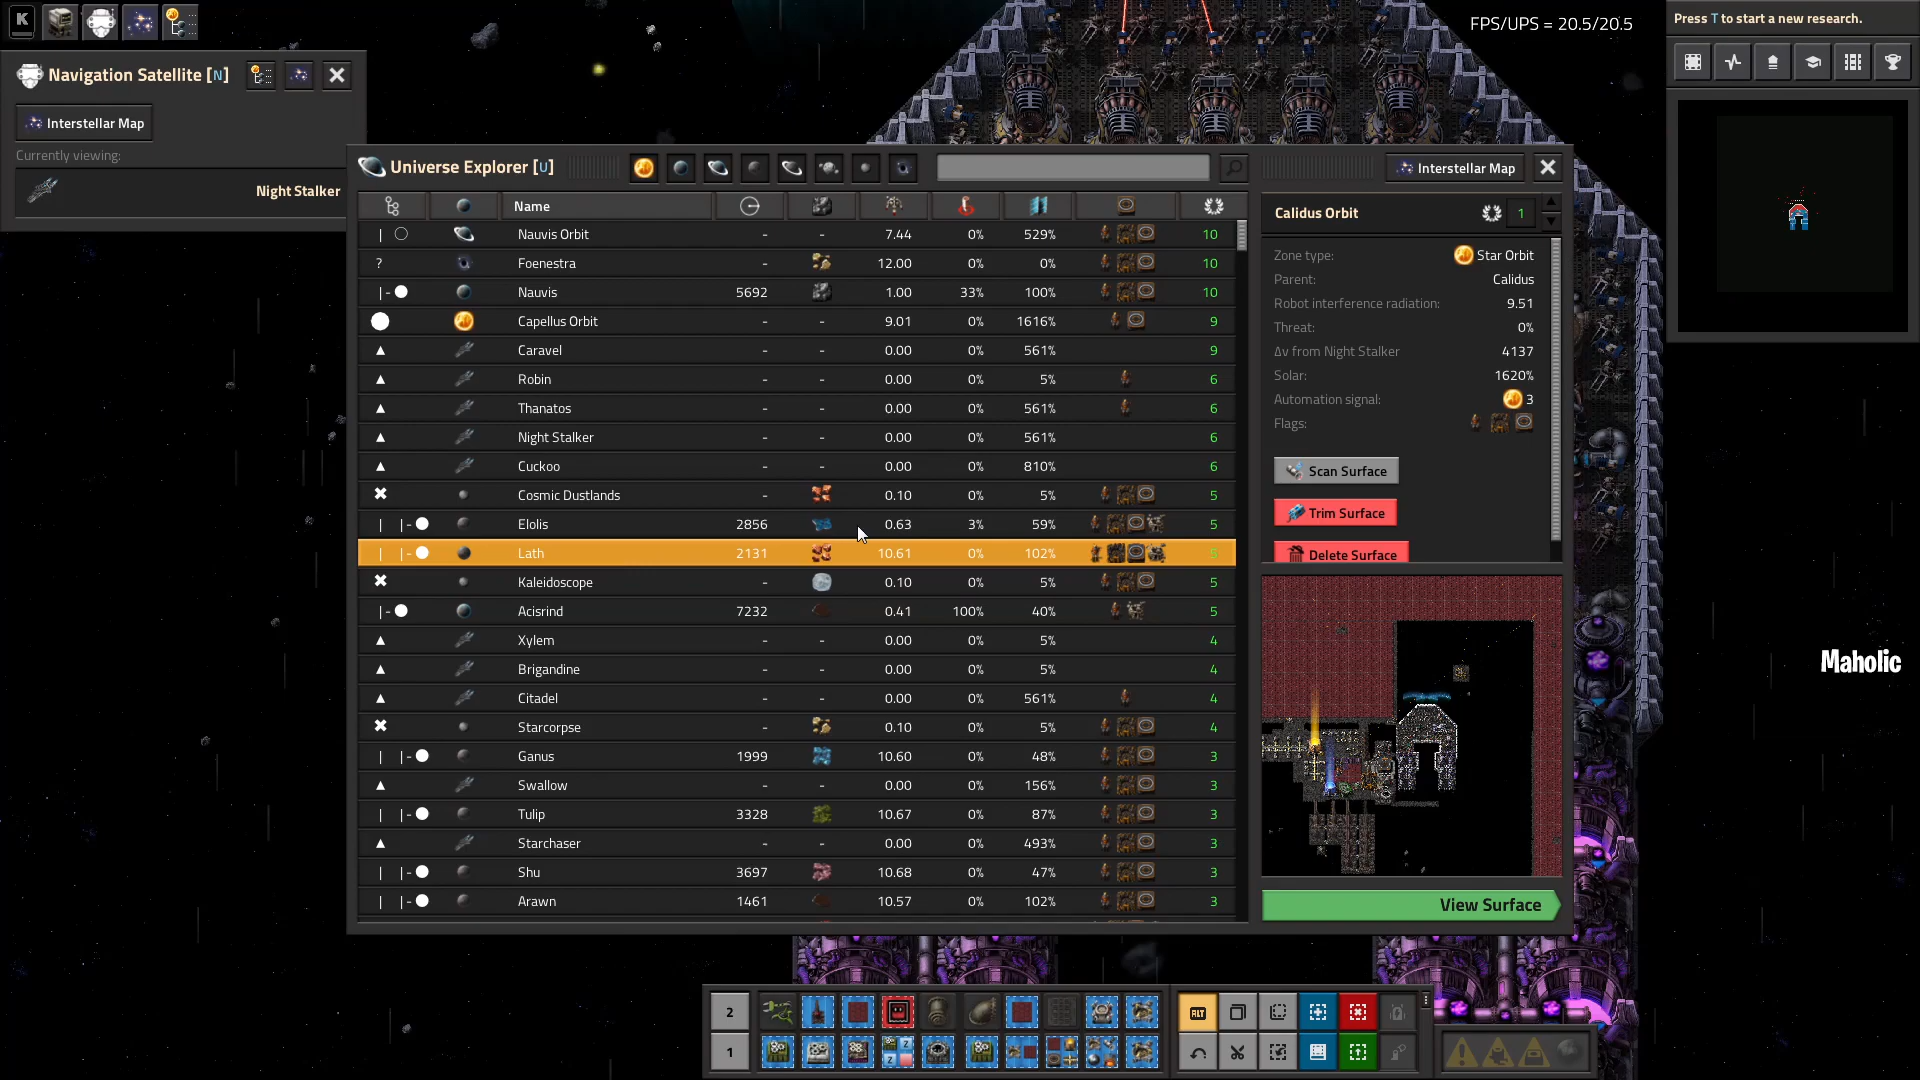 K
FPS/UPS = 20.5/20.5
Press T to start a new research.
Navigation Satellite [N]
Interstellar Map
Currently viewing:
Night Stalker
Universe Explorer [U]
Interstellar Map
Name
| Nauvis Orbit - - 7.44 0% 529% 10
? Foenestra - 12.00 0% 0% 10
|- Nauvis 5692 1.00 33% 100% 10
Capellus Orbit - - 9.01 0% 1616% 9
Caravel - - 0.00 0% 561% 9
Robin - - 0.00 0% 5% 6
Thanatos - - 0.00 0% 561% 6
Night Stalker - - 0.00 0% 561% 6
Cuckoo - - 0.00 0% 810% 6
Cosmic Dustlands - 0.10 0% 5% 5
| |- Elolis 2856 0.63 3% 59% 5
| |- Lath 2131 10.61 0% 102% 5
Kaleidoscope - 0.10 0% 5% 5
|- Acisrind 7232 0.41 100% 40% 5
Xylem - - 0.00 0% 5% 4
Brigandine - - 0.00 0% 5% 4
Citadel - - 0.00 0% 561% 4
Starcorpse - 0.10 0% 5% 4
| |- Ganus 1999 10.60 0% 48% 3
Swallow - - 0.00 0% 156% 3
| |- Tulip 3328 10.67 0% 87% 3
Starchaser - - 0.00 0% 493% 3
| |- Shu 3697 10.68 0% 47% 3
| |- Arawn 1461 10.57 0% 102% 3
Calidus Orbit 1
Zone type: Star Orbit
Parent: Calidus
Robot interference radiation: 9.51
Threat: 0%
Δv from Night Stalker 4137
Solar: 1620%
Automation signal: 3
Flags:
Scan Surface
Trim Surface
Delete Surface
View Surface
Maholic
2
ALT
1